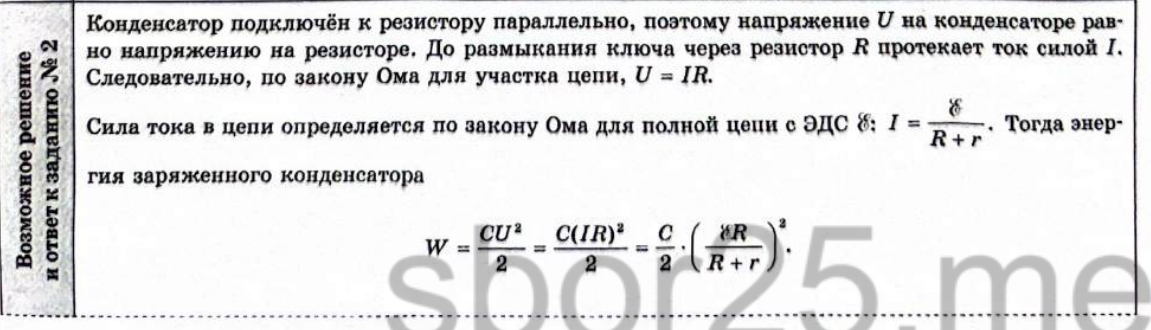 Возможное решение
и ответ к заданию № 2
Конденсатор подключён к резистору параллельно, поэтому напряжение U на конденсаторе рав-
но напряжению на резисторе. До размыкания ключа через резистор R протекает ток силой I.
Следовательно, по закону Ома для участка цепи, U = IR.
Сила тока в цепи определяется по закону Ома для полной цепи с ЭДС ℰ: I = ℰ/(R + r). Тогда энер-
гия заряженного конденсатора
W = CU²/2 = C(IR)²/2 = C/2 · (ℰR/(R + r))².
sbor25.me